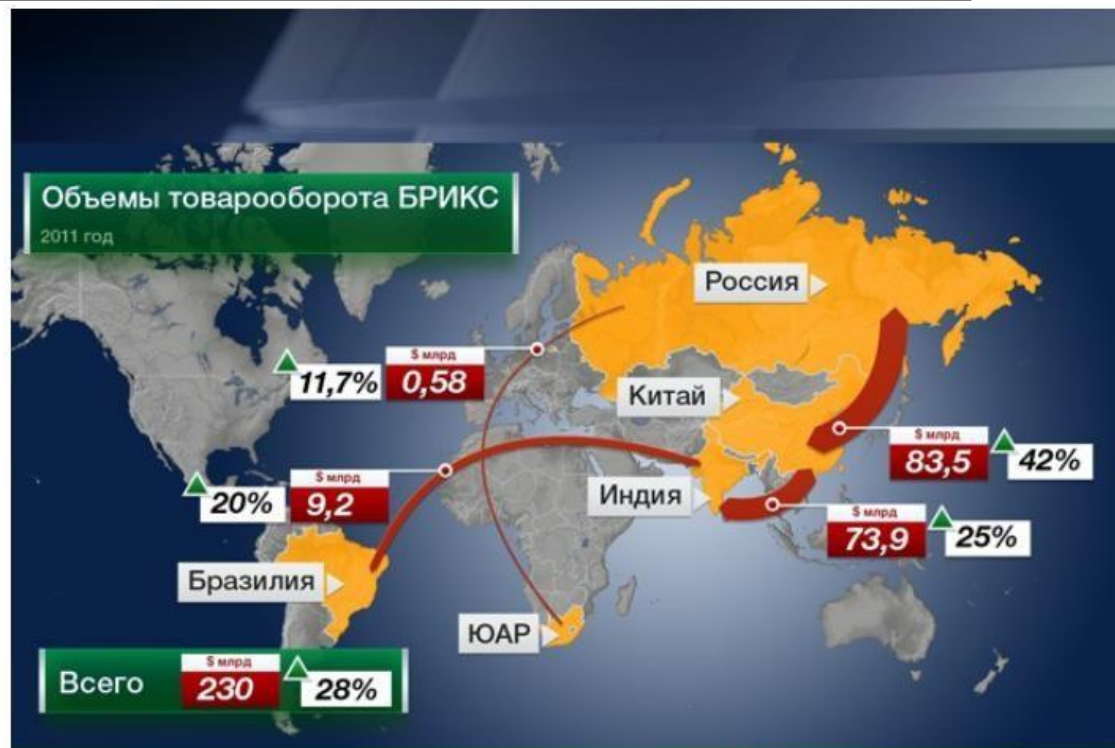 Объемы товарооборота БРИКС
2011 год
Россия
$ млрд
11,7%
0,58
Китай
$ млрд
83,5
42%
$ млрд
20%
9,2
Индия
$ млрд
73,9
25%
Бразилия
ЮАР
Всего
$ млрд
230
28%